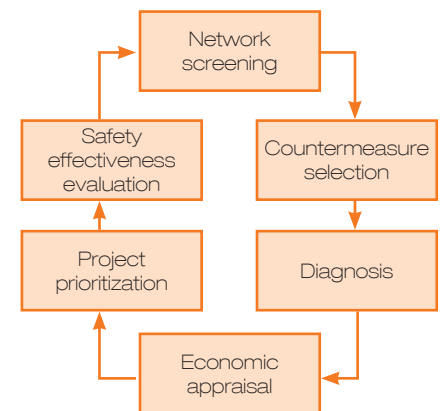 Network
screening
Countermeasure
selection
Diagnosis
Economic
appraisal
Project
prioritization
Safety
effectiveness
evaluation